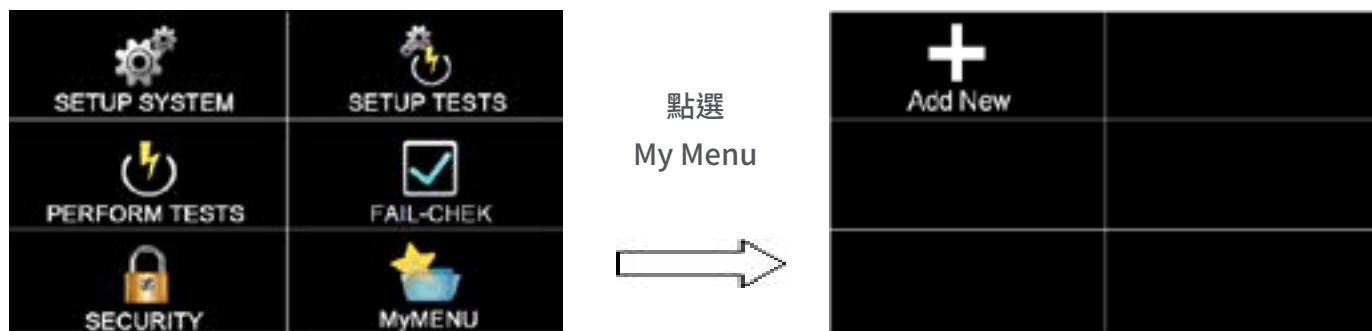 SETUP SYSTEM
SETUP TESTS
PERFORM TESTS
FAIL-CHEK
SECURITY
MyMENU
點選
My Menu
Add New